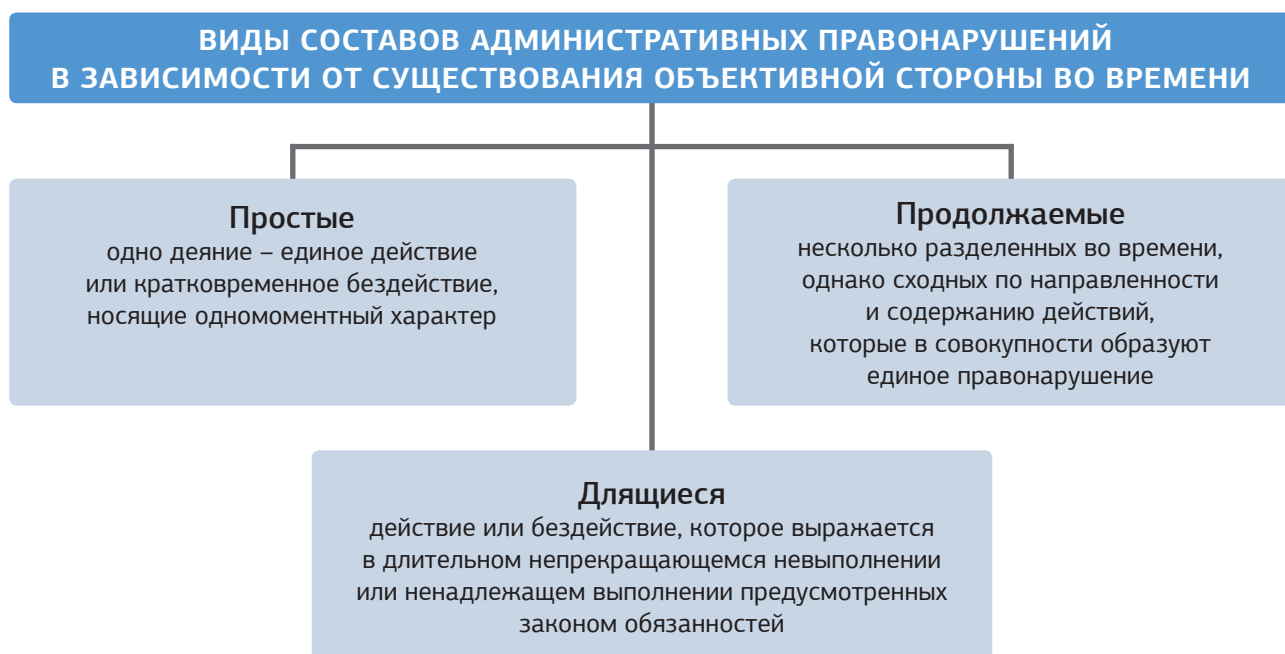 ВИДЫ СОСТАВОВ АДМИНИСТРАТИВНЫХ ПРАВОНАРУШЕНИЙ
В ЗАВИСИМОСТИ ОТ СУЩЕСТВОВАНИЯ ОБЪЕКТИВНОЙ СТОРОНЫ ВО ВРЕМЕНИ
Простые
одно деяние – единое действие
или кратковременное бездействие,
носящие одномоментный характер
Продолжаемые
несколько разделенных во времени,
однако сходных по направленности
и содержанию действий,
которые в совокупности образуют
единое правонарушение
Длящиеся
действие или бездействие, которое выражается
в длительном непрекращающемся невыполнении
или ненадлежащем выполнении предусмотренных
законом обязанностей